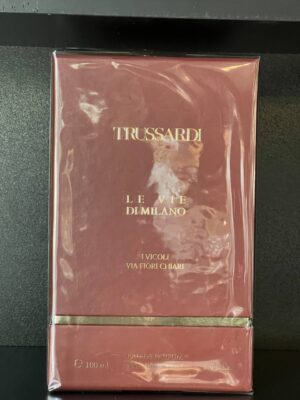 TRUSSARDI
LE VIE
DI MILANO
I VICOLI
VIA FIORI CHIARI
℮ 100 ml